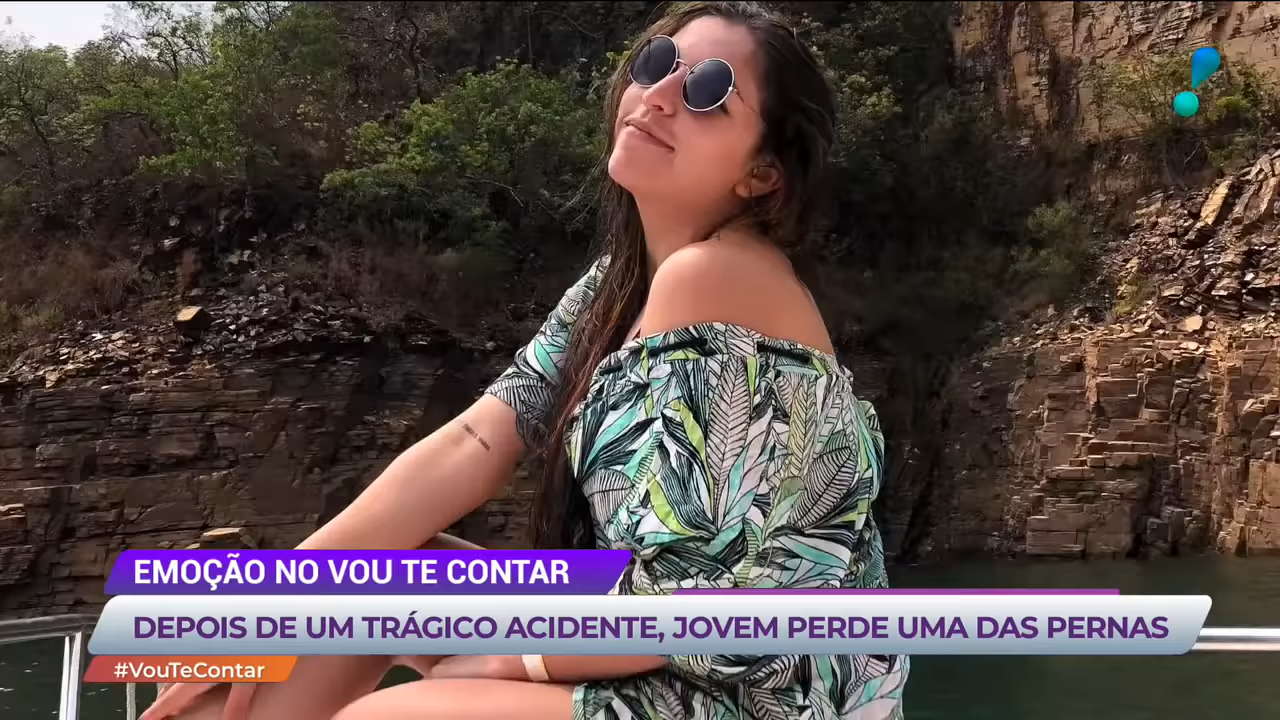 EMOÇÃO NO VOU TE CONTAR
DEPOIS DE UM TRÁGICO ACIDENTE, JOVEM PERDE UMA DAS PERNAS
#VouTeContar